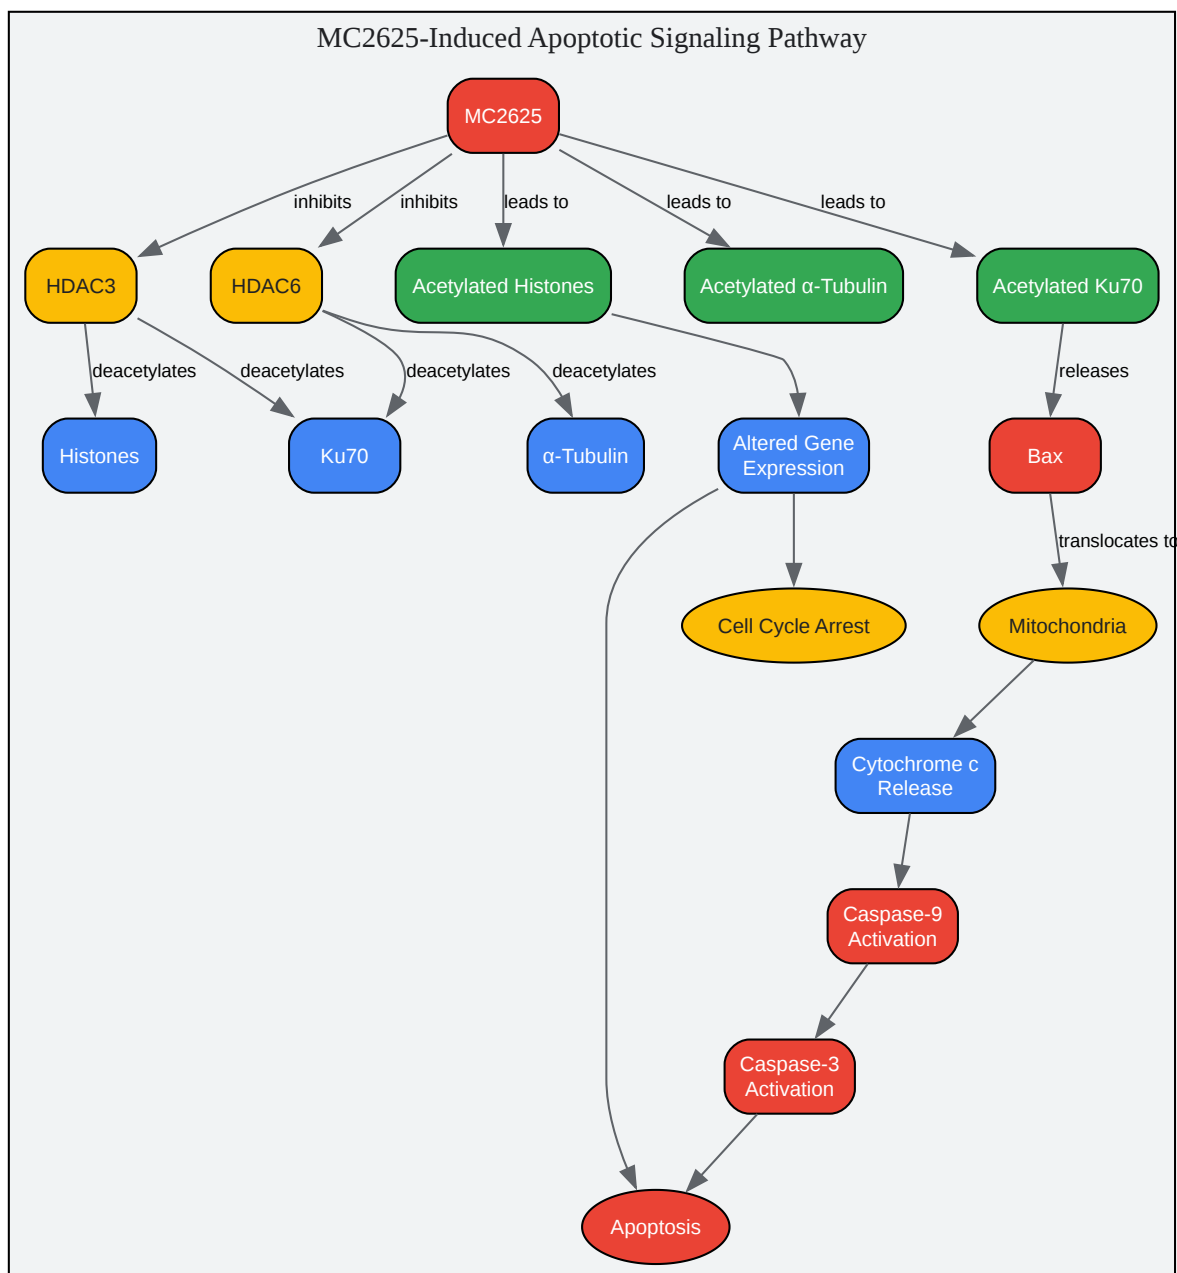 MC2625-Induced Apoptotic Signaling Pathway
MC2625
inhibits
inhibits
leads to
leads to
leads to
HDAC3
HDAC6
Acetylated Histones
Acetylated α-Tubulin
Acetylated Ku70
deacetylates
deacetylates
deacetylates
deacetylates
releases
Histones
Ku70
α-Tubulin
Altered Gene
Expression
Bax
translocates to
Cell Cycle Arrest
Mitochondria
Cytochrome c
Release
Caspase-9
Activation
Caspase-3
Activation
Apoptosis